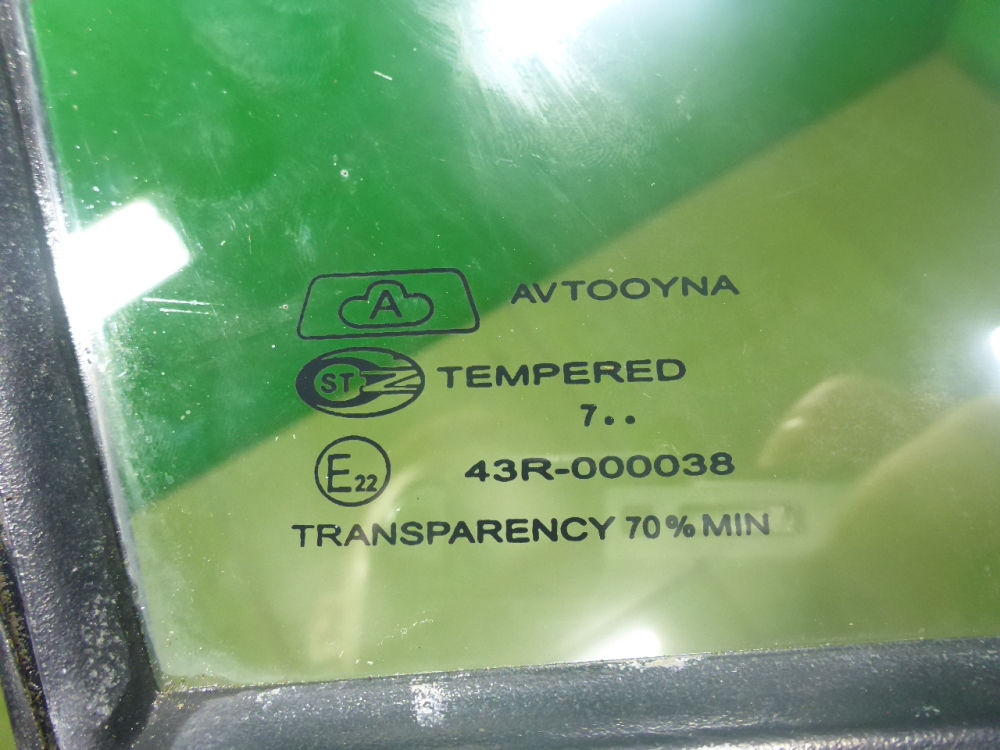 A AVTOOYNA
ST TEMPERED
7..
E22 43R-000038
TRANSPARENCY 70% MIN